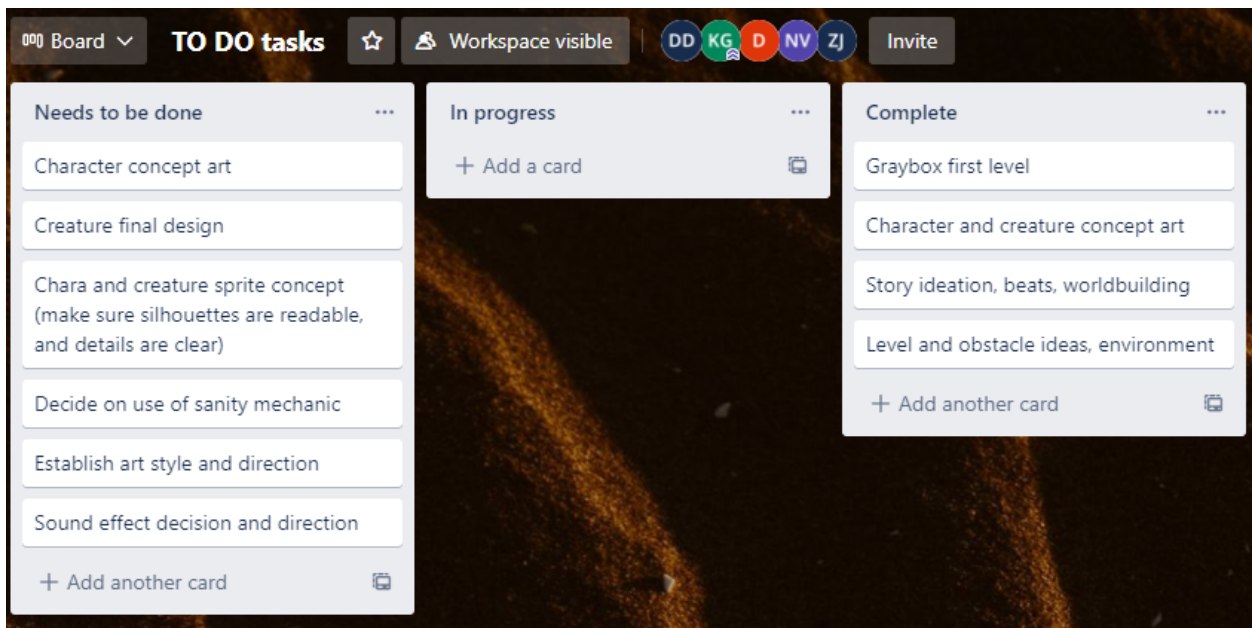 Board
TO DO tasks
Workspace visible
DD
KG
D
NV
ZJ
Invite
Needs to be done
Character concept art
Creature final design
Chara and creature sprite concept
(make sure silhouettes are readable,
and details are clear)
Decide on use of sanity mechanic
Establish art style and direction
Sound effect decision and direction
+ Add another card
In progress
+ Add a card
Complete
Graybox first level
Character and creature concept art
Story ideation, beats, worldbuilding
Level and obstacle ideas, environment
+ Add another card